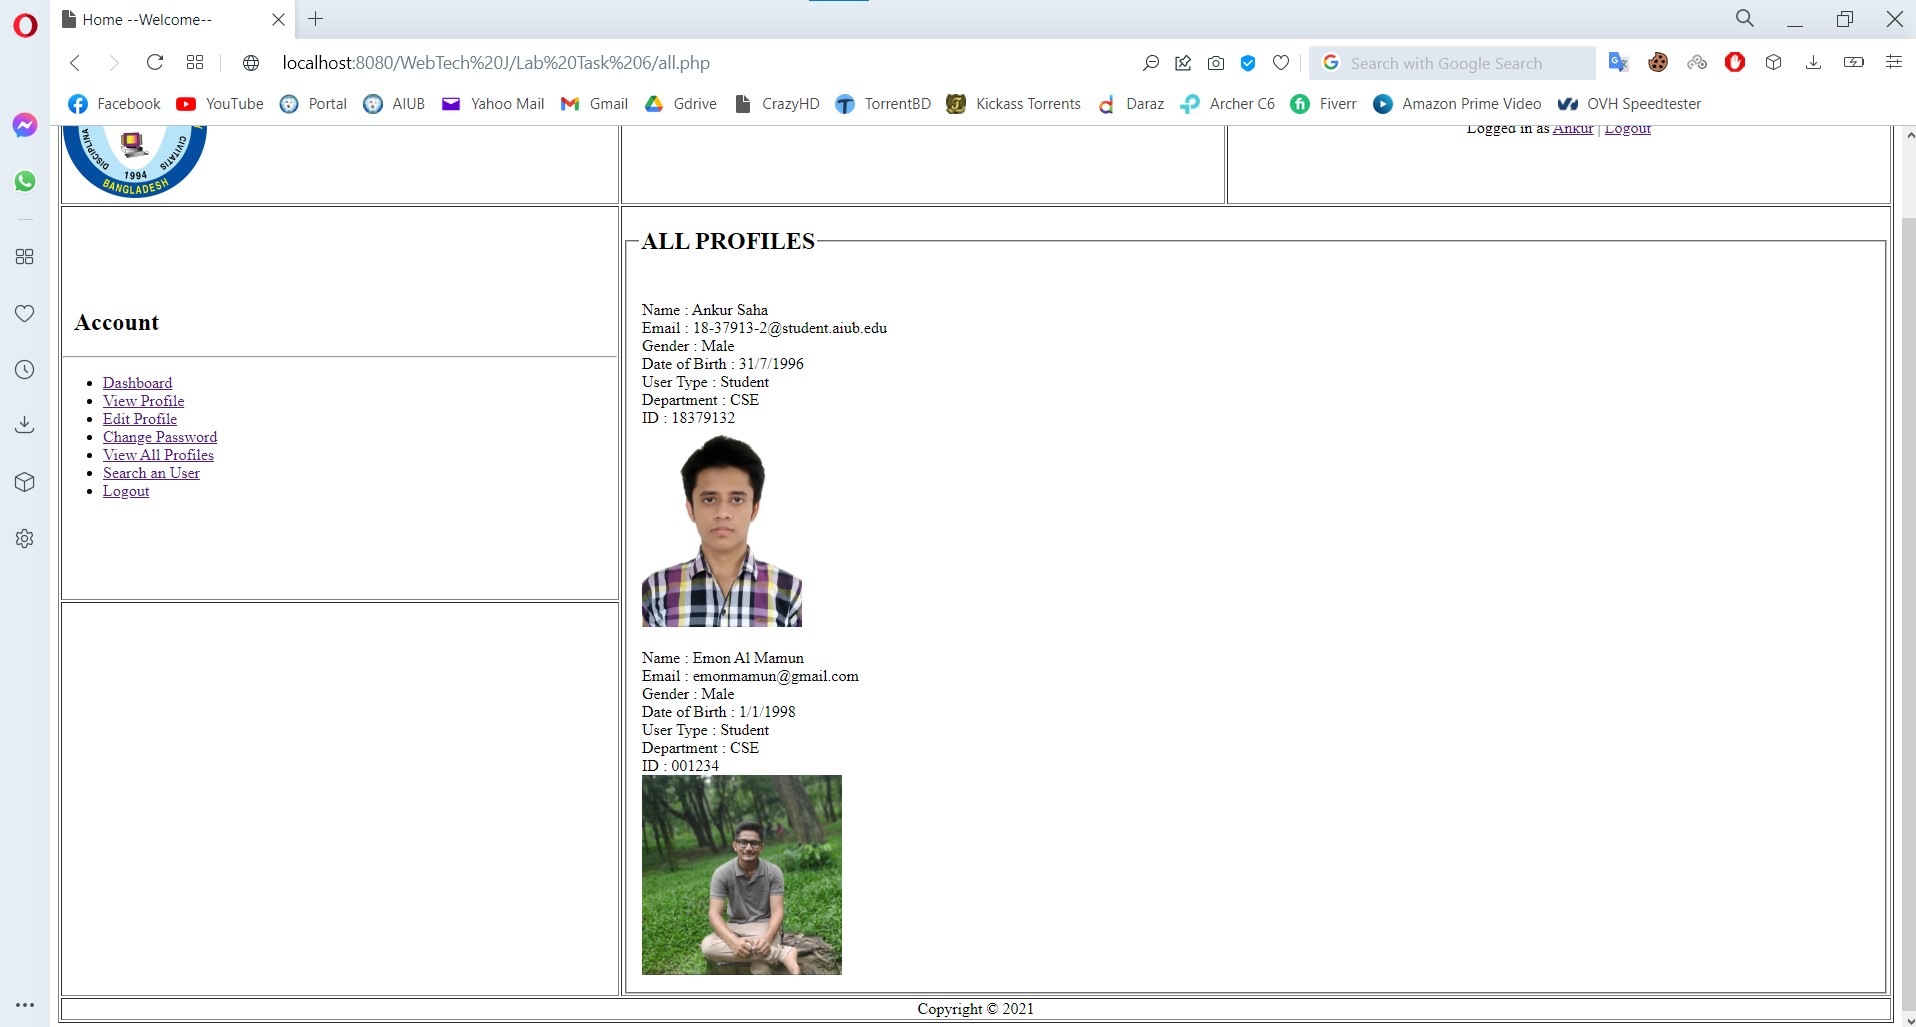 Home --Welcome--
localhost:8080/WebTech%20J/Lab%20Task%206/all.php
Search with Google Search
Facebook YouTube Portal AIUB Yahoo Mail Gmail Gdrive CrazyHD TorrentBD Kickass Torrents Daraz Archer C6 Fiverr Amazon Prime Video OVH Speedtester
DISCIPLINA CIVITATIS
1994
BANGLADESH
Logged in as Ankur | Logout
Account
Dashboard
View Profile
Edit Profile
Change Password
View All Profiles
Search an User
Logout
ALL PROFILES
Name : Ankur Saha
Email : 18-37913-2@student.aiub.edu
Gender : Male
Date of Birth : 31/7/1996
User Type : Student
Department : CSE
ID : 18379132
Name : Emon Al Mamun
Email : emonmamun@gmail.com
Gender : Male
Date of Birth : 1/1/1998
User Type : Student
Department : CSE
ID : 001234
Copyright © 2021